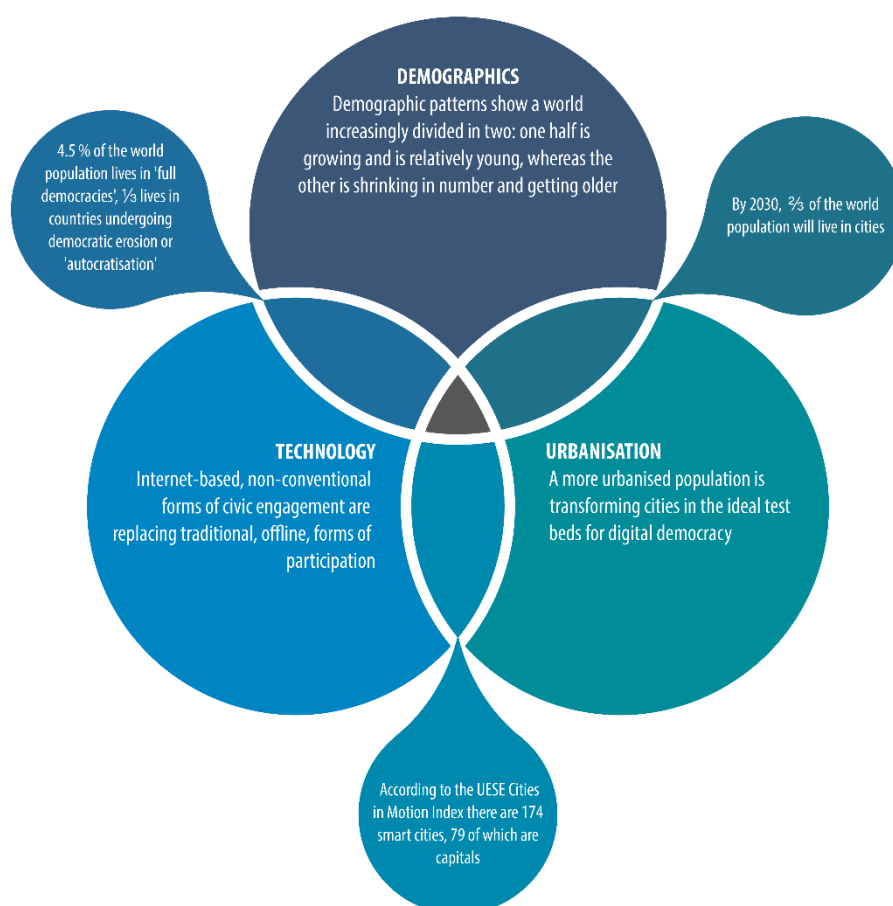 DEMOGRAPHICS
Demographic patterns show a world
increasingly divided in two: one half is
growing and is relatively young, whereas the
other is shrinking in number and getting older
4.5 % of the world
population lives in 'full
democracies', ⅓ lives in
countries undergoing
democratic erosion or
'autocratisation'
By 2030, ⅔ of the world
population will live in cities
TECHNOLOGY
Internet-based, non-conventional
forms of civic engagement are
replacing traditional, offline, forms of
participation
URBANISATION
A more urbanised population is
transforming cities in the ideal test
beds for digital democracy
According to the UESE Cities
in Motion Index there are 174
smart cities, 79 of which are
capitals